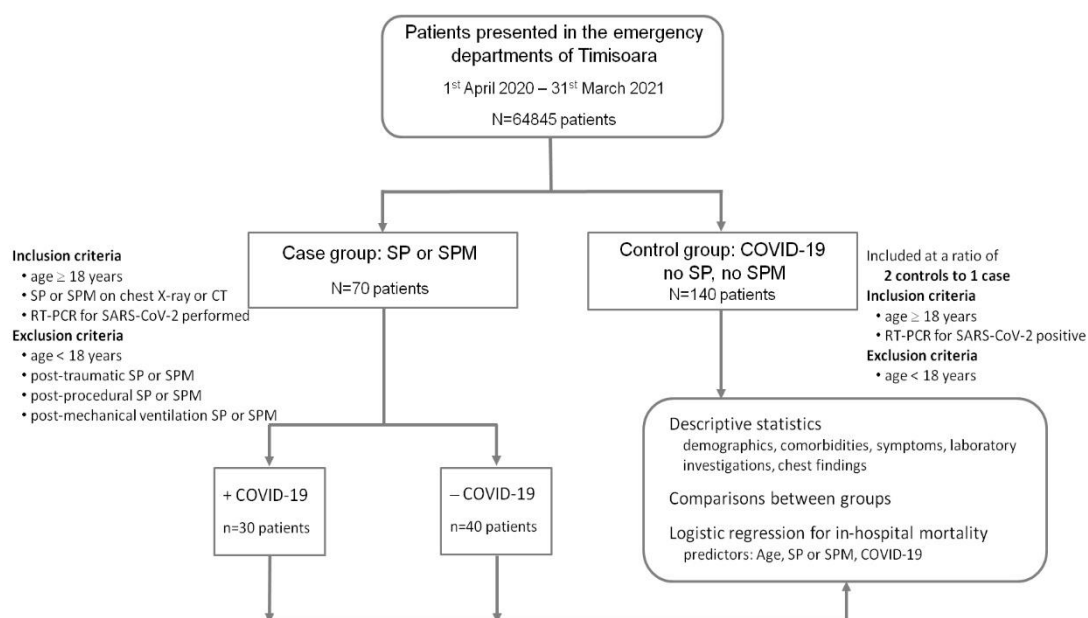 Patients presented in the emergency
departments of Timisoara
1st April 2020 – 31st March 2021
N=64845 patients
Inclusion criteria
• age ≥ 18 years
• SP or SPM on chest X-ray or CT
• RT-PCR for SARS-CoV-2 performed
Exclusion criteria
• age < 18 years
• post-traumatic SP or SPM
• post-procedural SP or SPM
• post-mechanical ventilation SP or SPM
Case group: SP or SPM
N=70 patients
Control group: COVID-19
no SP, no SPM
N=140 patients
Included at a ratio of
2 controls to 1 case
Inclusion criteria
• age ≥ 18 years
• RT-PCR for SARS-CoV-2 positive
Exclusion criteria
• age < 18 years
+ COVID-19
n=30 patients
– COVID-19
n=40 patients
Descriptive statistics
demographics, comorbidities, symptoms, laboratory
investigations, chest findings
Comparisons between groups
Logistic regression for in-hospital mortality
predictors: Age, SP or SPM, COVID-19